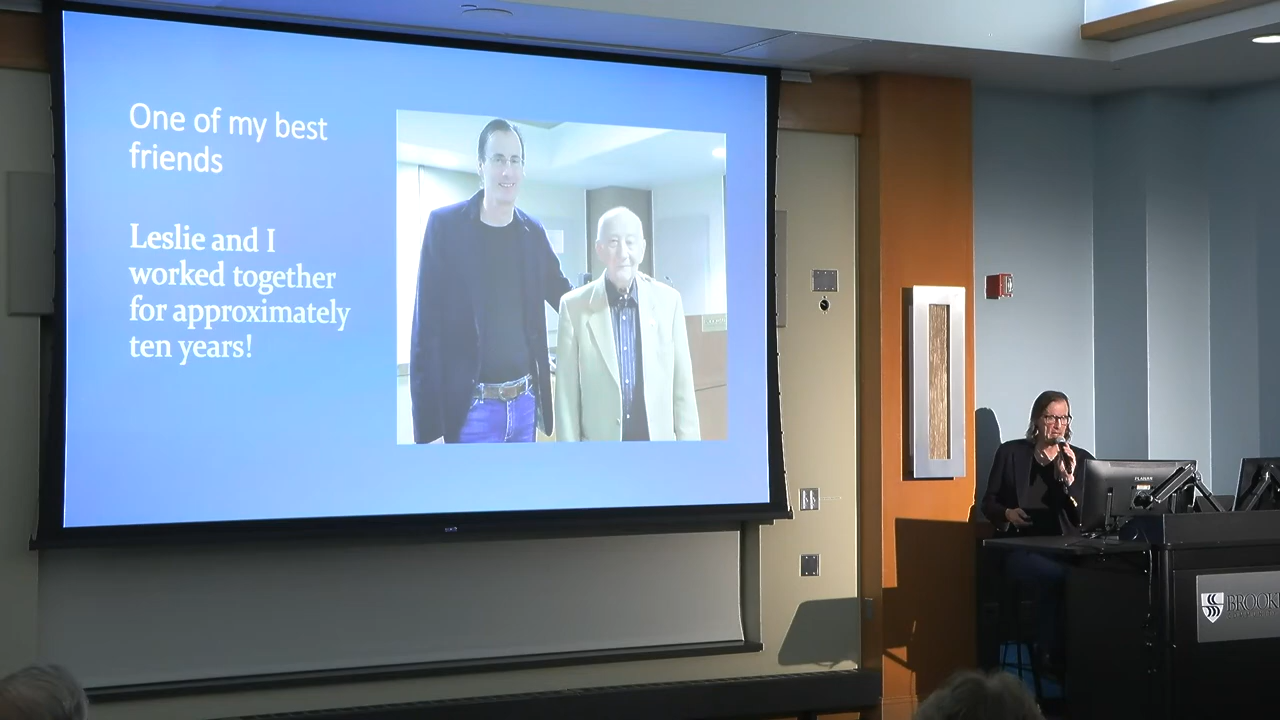 One of my best
friends
Leslie and I
worked together
for approximately
ten years!
BROOK